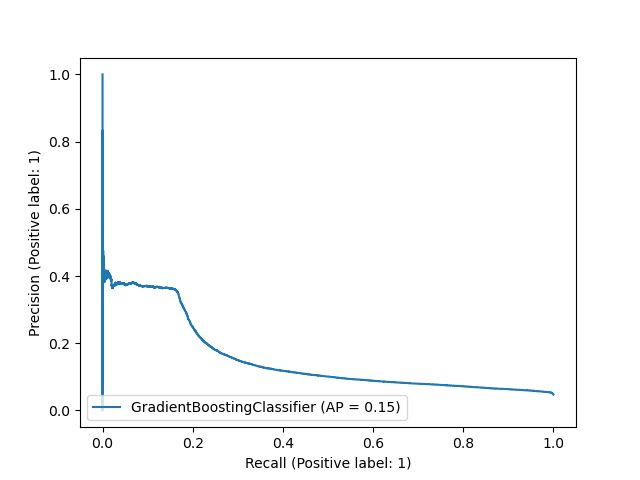 1.0
0.8
0.6
0.4
0.2
0.0
Precision (Positive label: 1)
GradientBoostingClassifier (AP = 0.15)
0.0 0.2 0.4 0.6 0.8 1.0
Recall (Positive label: 1)